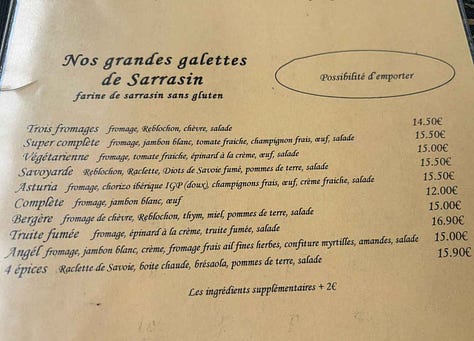 Nos grandes galettes
de Sarrasin
farine de sarrasin sans gluten
Possibilité d'emporter
Trois fromages fromage, Reblochon, chèvre, salade 14.50€
Super complète fromage, jambon blanc, tomate fraiche, champignon frais, œuf, salade 15.50€
Végétarienne fromage, tomate fraiche, épinard à la crème, œuf, salade 15.00€
Savoyarde Reblochon, Raclette, Diots de Savoie fumé, pommes de terre, salade 15.50€
Asturia fromage, chorizo ibérique IGP (doux), champignons frais, œuf, crème fraiche, salade 15.50€
Complète fromage, jambon blanc, œuf 12.00€
Bergère fromage de chèvre, Reblochon, thym, miel, pommes de terre, salade 15.00€
Truite fumée fromage, épinard à la crème, truite fumée, salade 16.90€
Angél fromage, jambon blanc, crème, fromage frais ail fines herbes, confiture myrtilles, amandes, salade 15.00€
4 épices Raclette de Savoie, boite chaude, brésaola, pommes de terre, salade 15.90€
Les ingrédients supplémentaires + 2€